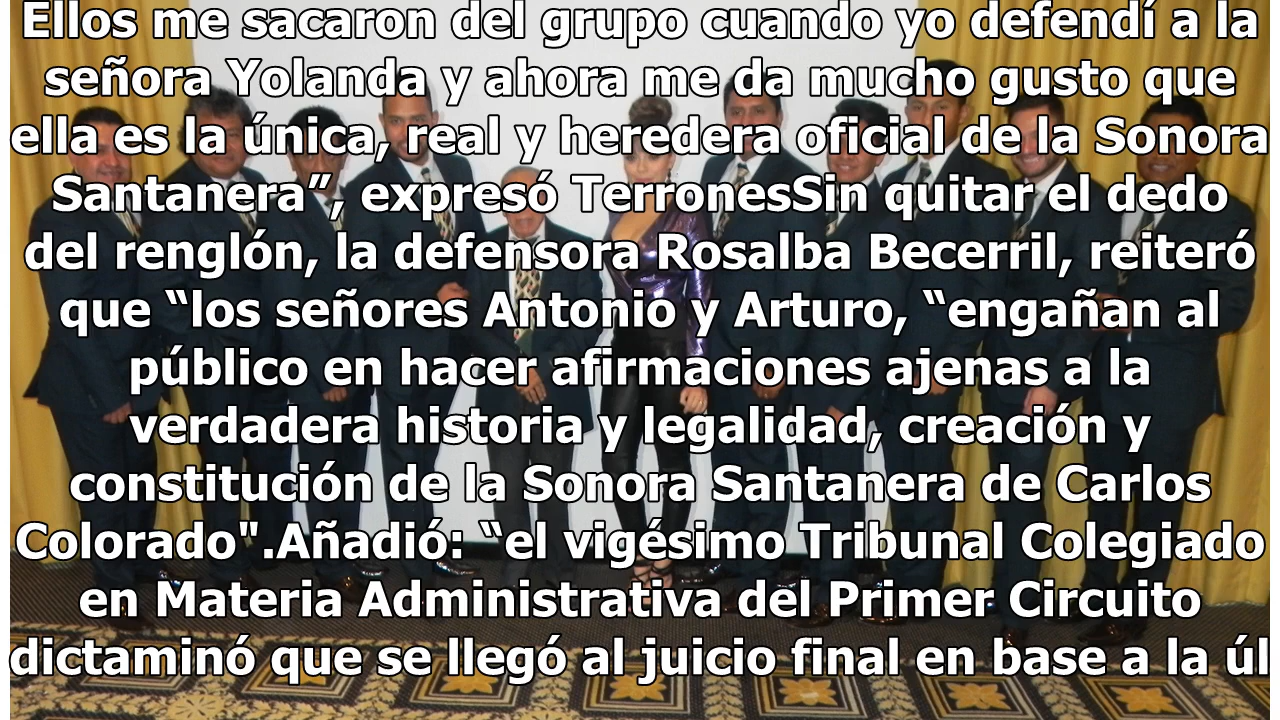 Ellos me sacaron del grupo cuando yo defendí a la
señora Yolanda y ahora me da mucho gusto que
ella es la única, real y heredera oficial de la Sonora
Santanera”, expresó TerronesSin quitar el dedo
del renglón, la defensora Rosalba Becerril, reiteró
que “los señores Antonio y Arturo, “engañan al
público en hacer afirmaciones ajenas a la
verdadera historia y legalidad, creación y
constitución de la Sonora Santanera de Carlos
Colorado".Añadió: “el vigésimo Tribunal Colegiado
en Materia Administrativa del Primer Circuito
dictaminó que se llegó al juicio final en base a la úl